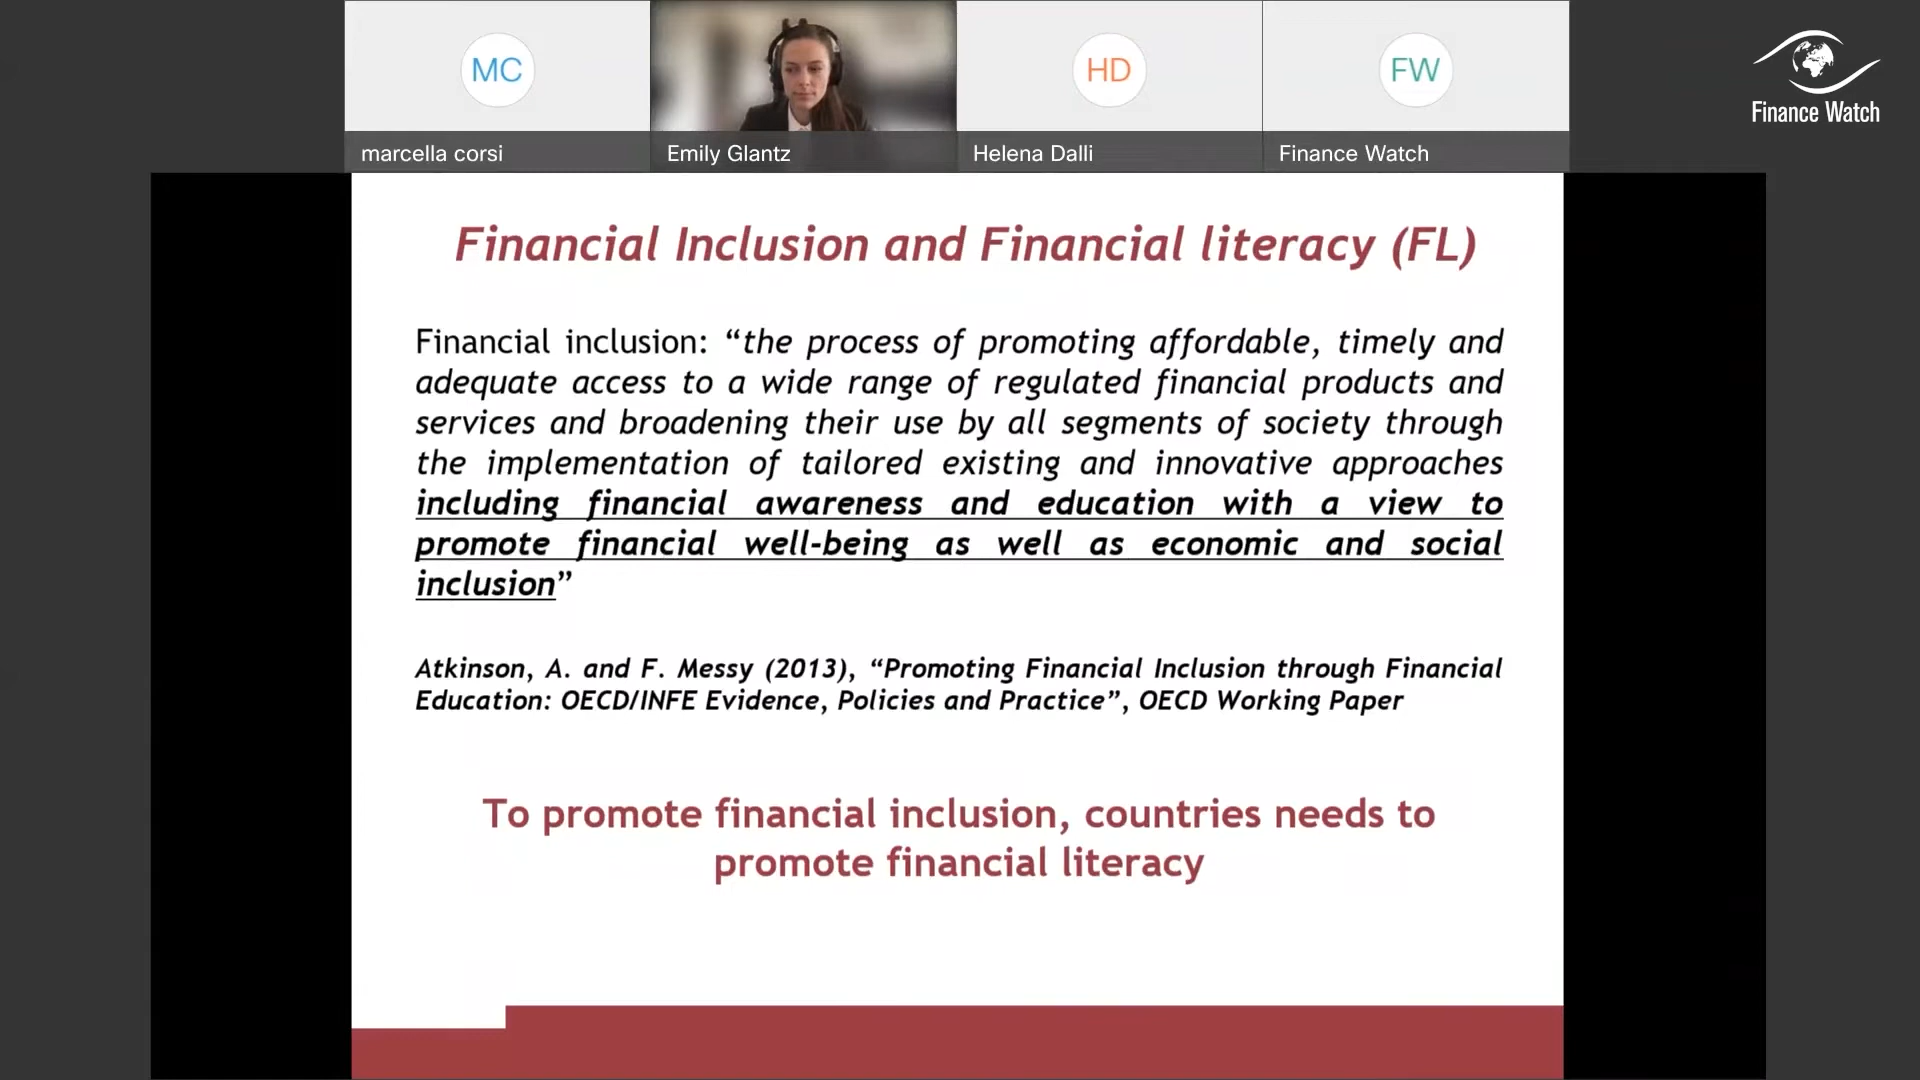 MC
HD
FW
marcella corsi
Emily Glantz
Helena Dalli
Finance Watch
Finance Watch
Financial Inclusion and Financial literacy (FL)
Financial inclusion: “the process of promoting affordable, timely and
adequate access to a wide range of regulated financial products and
services and broadening their use by all segments of society through
the implementation of tailored existing and innovative approaches
including financial awareness and education with a view to
promote financial well-being as well as economic and social
inclusion”
Atkinson, A. and F. Messy (2013), “Promoting Financial Inclusion through Financial
Education: OECD/INFE Evidence, Policies and Practice”, OECD Working Paper
To promote financial inclusion, countries needs to
promote financial literacy